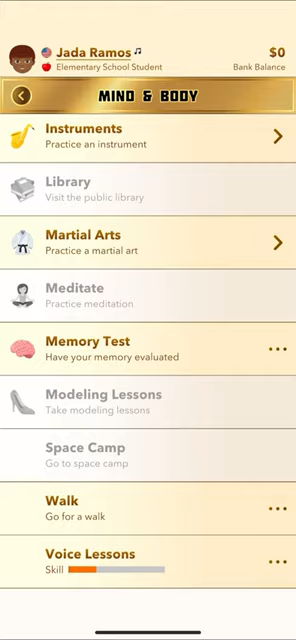 Jada Ramos
$0
Elementary School Student
Bank Balance
MIND & BODY
Instruments
Practice an instrument
Library
Visit the public library
Martial Arts
Practice a martial art
Meditate
Practice meditation
Memory Test
Have your memory evaluated
Modeling Lessons
Take modeling lessons
Space Camp
Go to space camp
Walk
Go for a walk
Voice Lessons
Skill